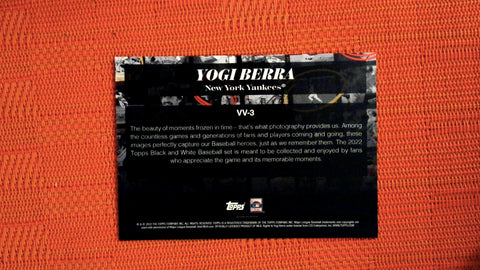 YOGI BERRA
New York Yankees®
VV-3
The beauty of moments frozen in time - that's what photography provides us. Among
the countless games and generations of fans and players coming and going, these
images perfectly capture our Baseball heroes, just as we remember them. The 2022
Topps Black and White Baseball set is meant to be collected and enjoyed by fans
who appreciate the game and its memorable moments.
Topps